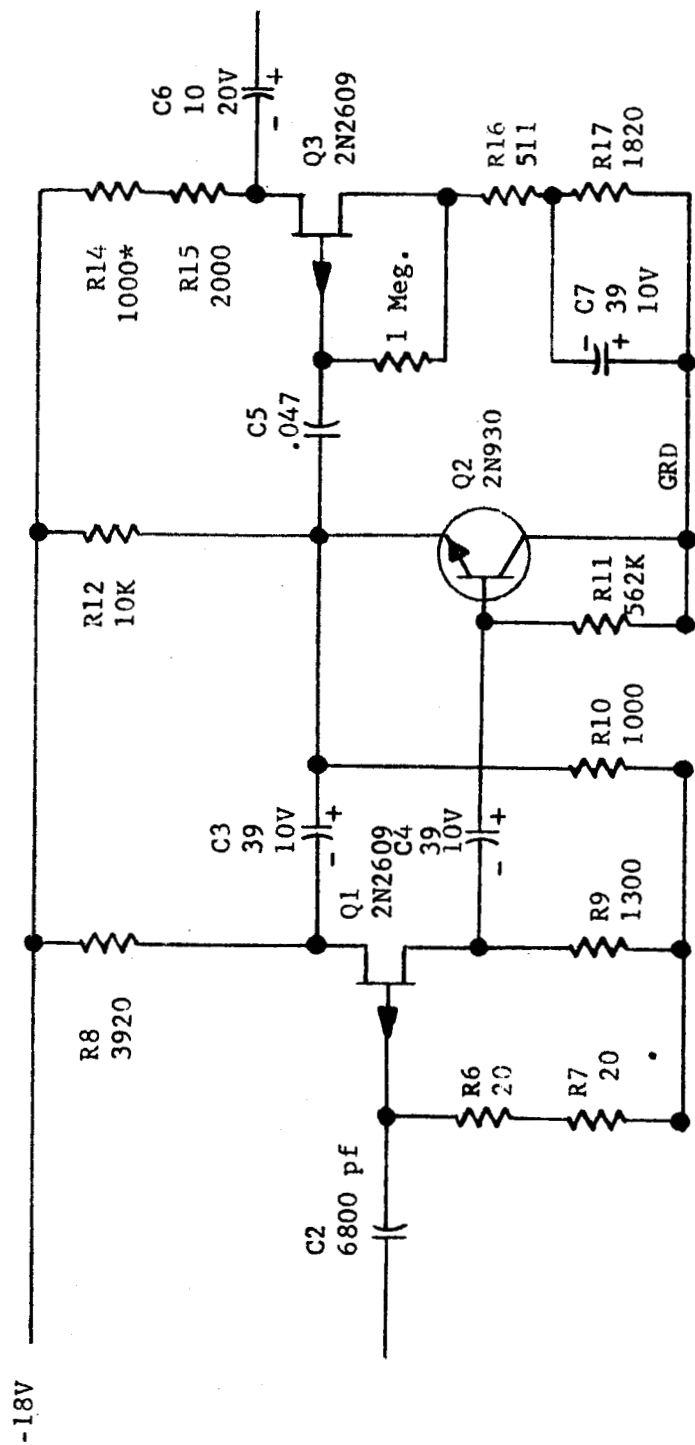 -18V
R8
3920
R12
10K
R14
1000*
R15
2000
C6
10
20V
-
+
Q3
2N2609
C3
39
10V
-
+
Q1
2N2609
C4
39
10V
-
+
C5
.047
1 Meg.
Q2
2N930
R16
511
C7
39
10V
-
+
R17
1820
C2
6800 pf
R6
20
R7
20
R9
1300
R10
1000
R11
562K
GRD